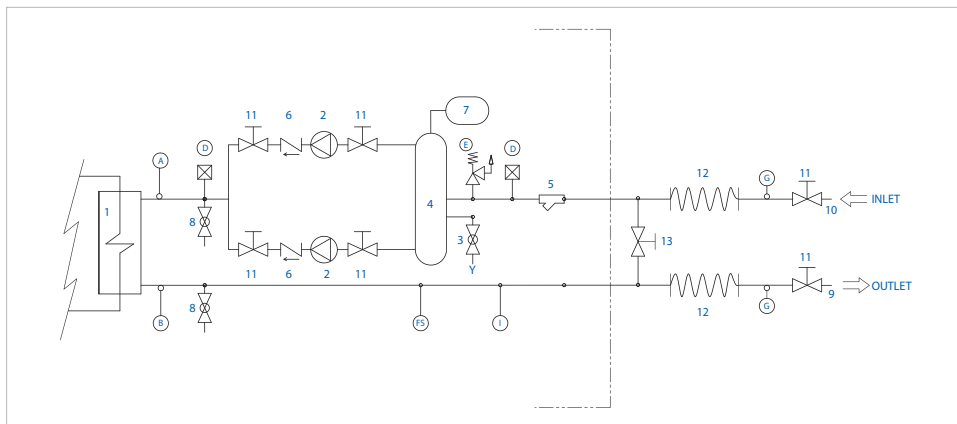 7
11 6 2 11
A D E D
5 12 G 11
1
4
10 INLET
8 3 13
11 6 2 11 Y
11
9 OUTLET
8 12 G
B FS I